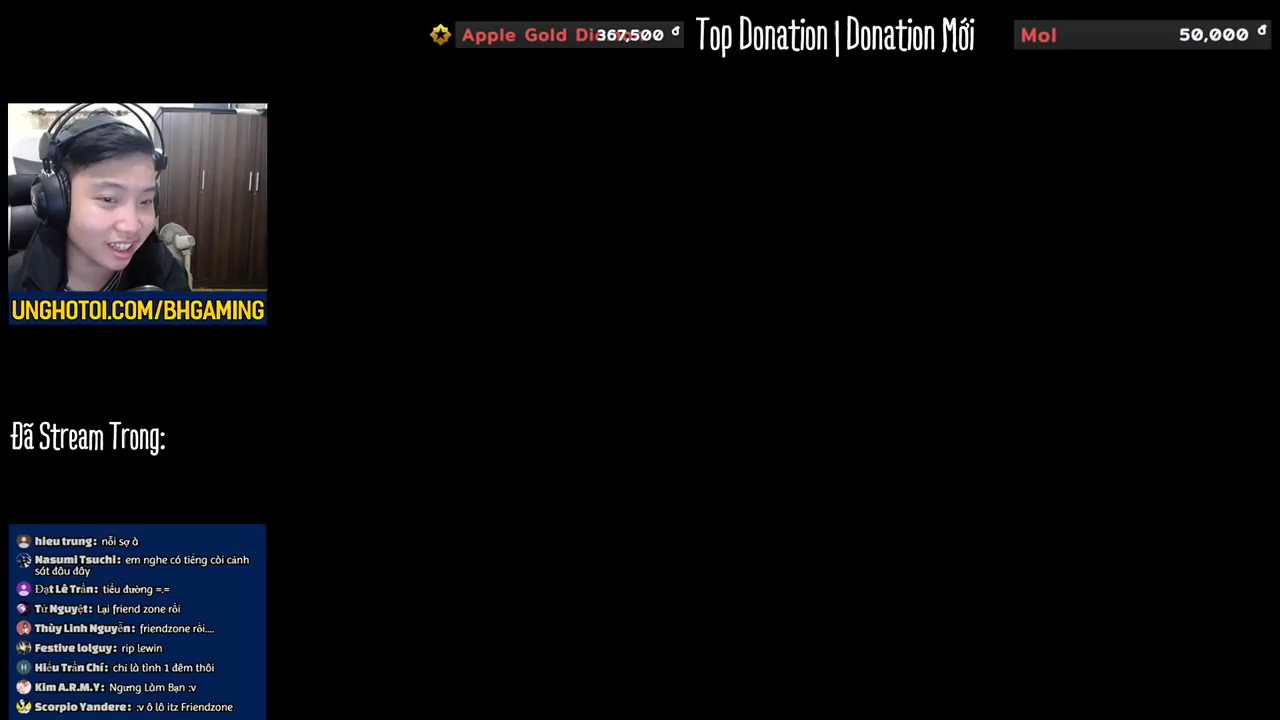 Apple Gold Di 367,500 đ
Top Donation | Donation Mới
Mol 50,000 đ
UNGHOTOI.COM/BHGAMING
Đã Stream Trong:
hieu trung: nỗi sợ à
Nasumi Tsuchi: em nghe có tiếng còi cảnh
sát đâu đây
Đạt Lê Trần: tiểu đường =.=
Tử Nguyệt: Lại friend zone rồi
Thùy Linh Nguyễn: friendzone rồi....
Festive lolguy: rip lewin
H Hiếu Trần Chí: chỉ là tình 1 đêm thôi
Kim A.R.M.Y: Ngưng Làm Bạn :v
Scorpio Yandere: :v ô lô itz Friendzone